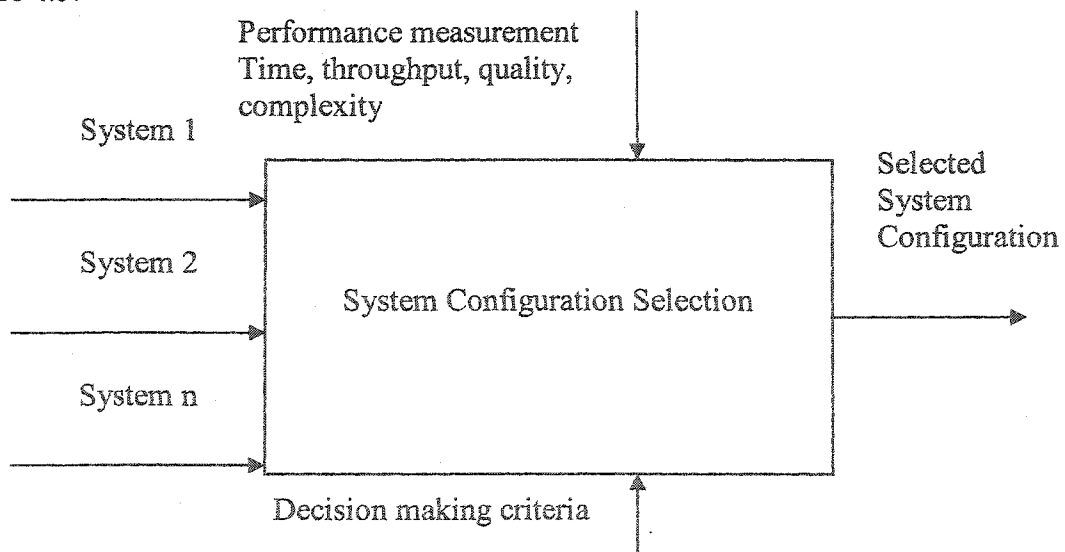 Performance measurement
Time, throughput, quality,
complexity
System 1
Selected
System
Configuration
System 2
System Configuration Selection
System n
Decision making criteria